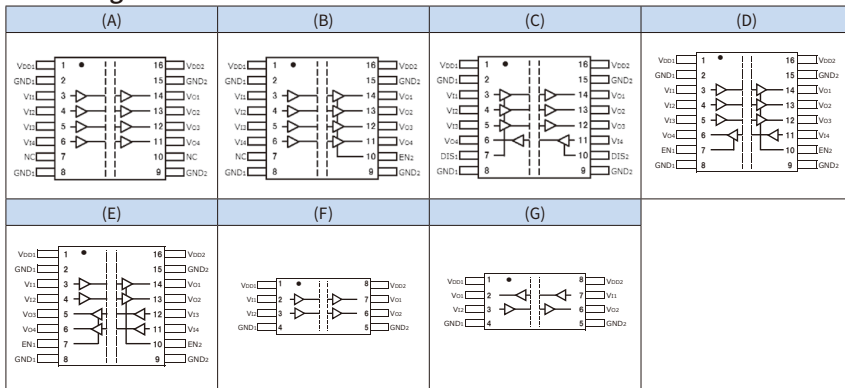 (A) (B) (C) (D)
VDD1 1 16 VDD2
GND1 2 15 GND2
VI1 3 14 VO1
VI2 4 13 VO2
VI3 5 12 VO3
VI4 6 11 VO4
NC 7 10 NC
GND1 8 9 GND2
VDD1 1 16 VDD2
GND1 2 15 GND2
VI1 3 14 VO1
VI2 4 13 VO2
VI3 5 12 VO3
VI4 6 11 VO4
NC 7 10 EN2
GND1 8 9 GND2
VDD1 1 16 VDD2
GND1 2 15 GND2
VI1 3 14 VO1
VI2 4 13 VO2
VI3 5 12 VO3
VO4 6 11 VI4
DIS1 7 10 DIS2
GND1 8 9 GND2
VDD1 1 16 VDD2
GND1 2 15 GND2
VI1 3 14 VO1
VI2 4 13 VO2
VI3 5 12 VO3
VO4 6 11 VI4
EN1 7 10 EN2
GND1 8 9 GND2
(E) (F) (G)
VDD1 1 16 VDD2
GND1 2 15 GND2
VI1 3 14 VO1
VI2 4 13 VO2
VO3 5 12 VI3
VO4 6 11 VI4
EN1 7 10 EN2
GND1 8 9 GND2
VDD1 1 8 VDD2
VI1 2 7 VO1
VI2 3 6 VO2
GND1 4 5 GND2
VDD1 1 8 VDD2
VO1 2 7 VI1
VI2 3 6 VO2
GND1 4 5 GND2